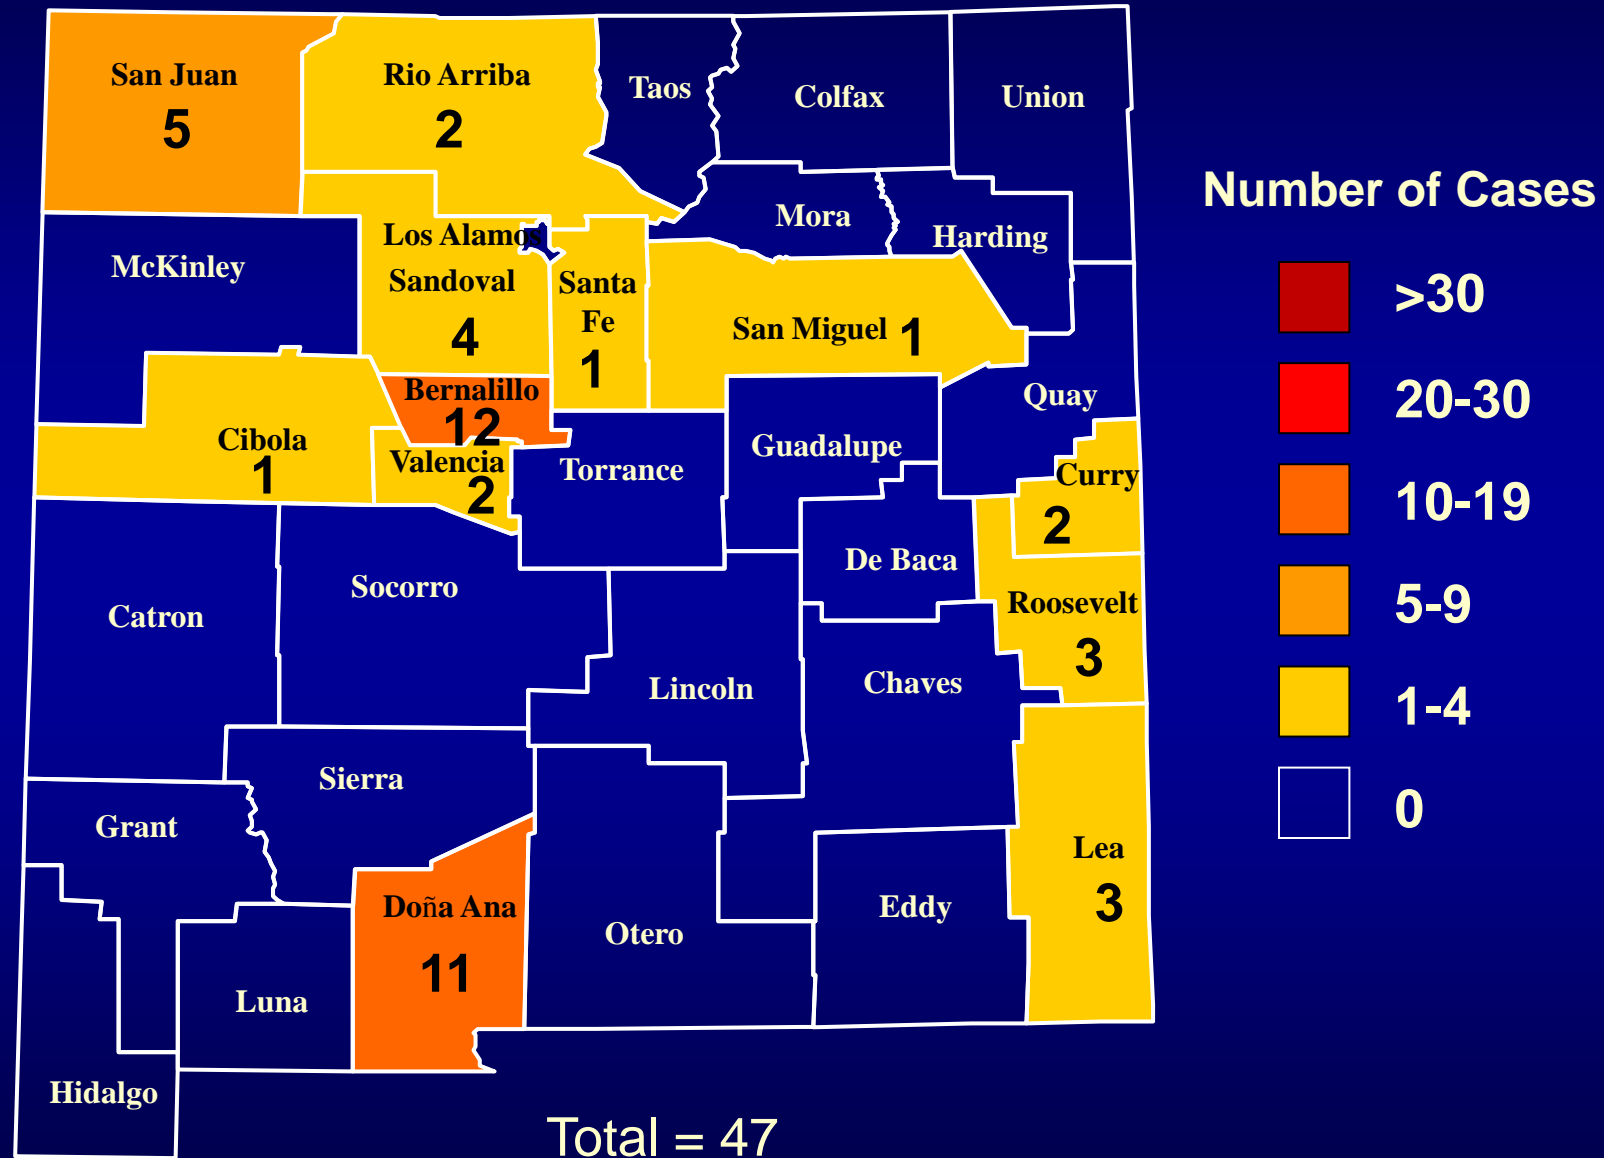 San Juan
5
Rio Arriba
2
Taos
Colfax
Union
Number of Cases
McKinley
Los Alamos
Sandoval
4
Santa
Fe
1
Mora
Harding
San Miguel 1
>30
20-30
10-19
5-9
1-4
0
Bernalillo
12
Cibola
1
Valencia
2
Torrance
Guadalupe
Quay
Curry
2
De Baca
Roosevelt
3
Catron
Socorro
Lincoln
Chaves
Sierra
Grant
Lea
3
Doña Ana
11
Otero
Eddy
Luna
Hidalgo
Total = 47